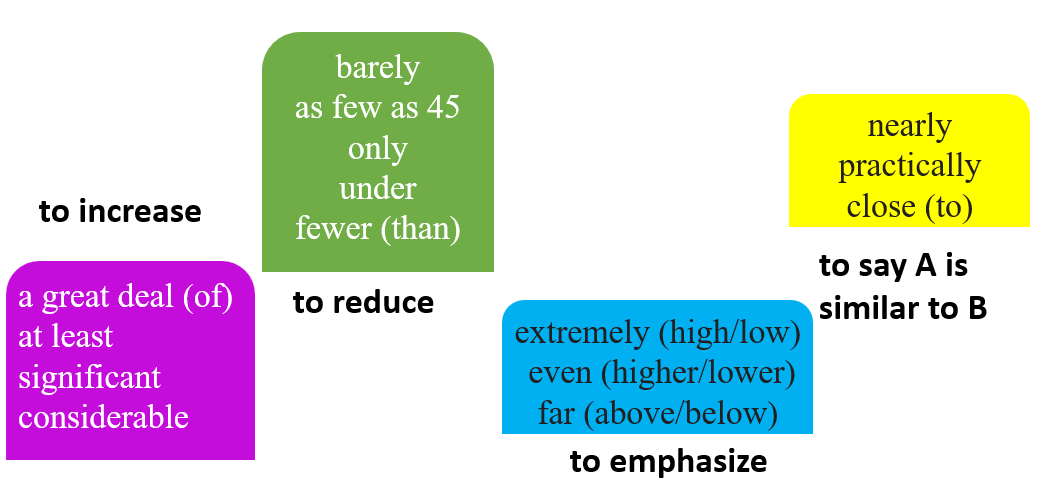 to increase
a great deal (of)
at least
significant
considerable
barely
as few as 45
only
under
fewer (than)
to reduce
extremely (high/low)
even (higher/lower)
far (above/below)
to emphasize
nearly
practically
close (to)
to say A is
similar to B